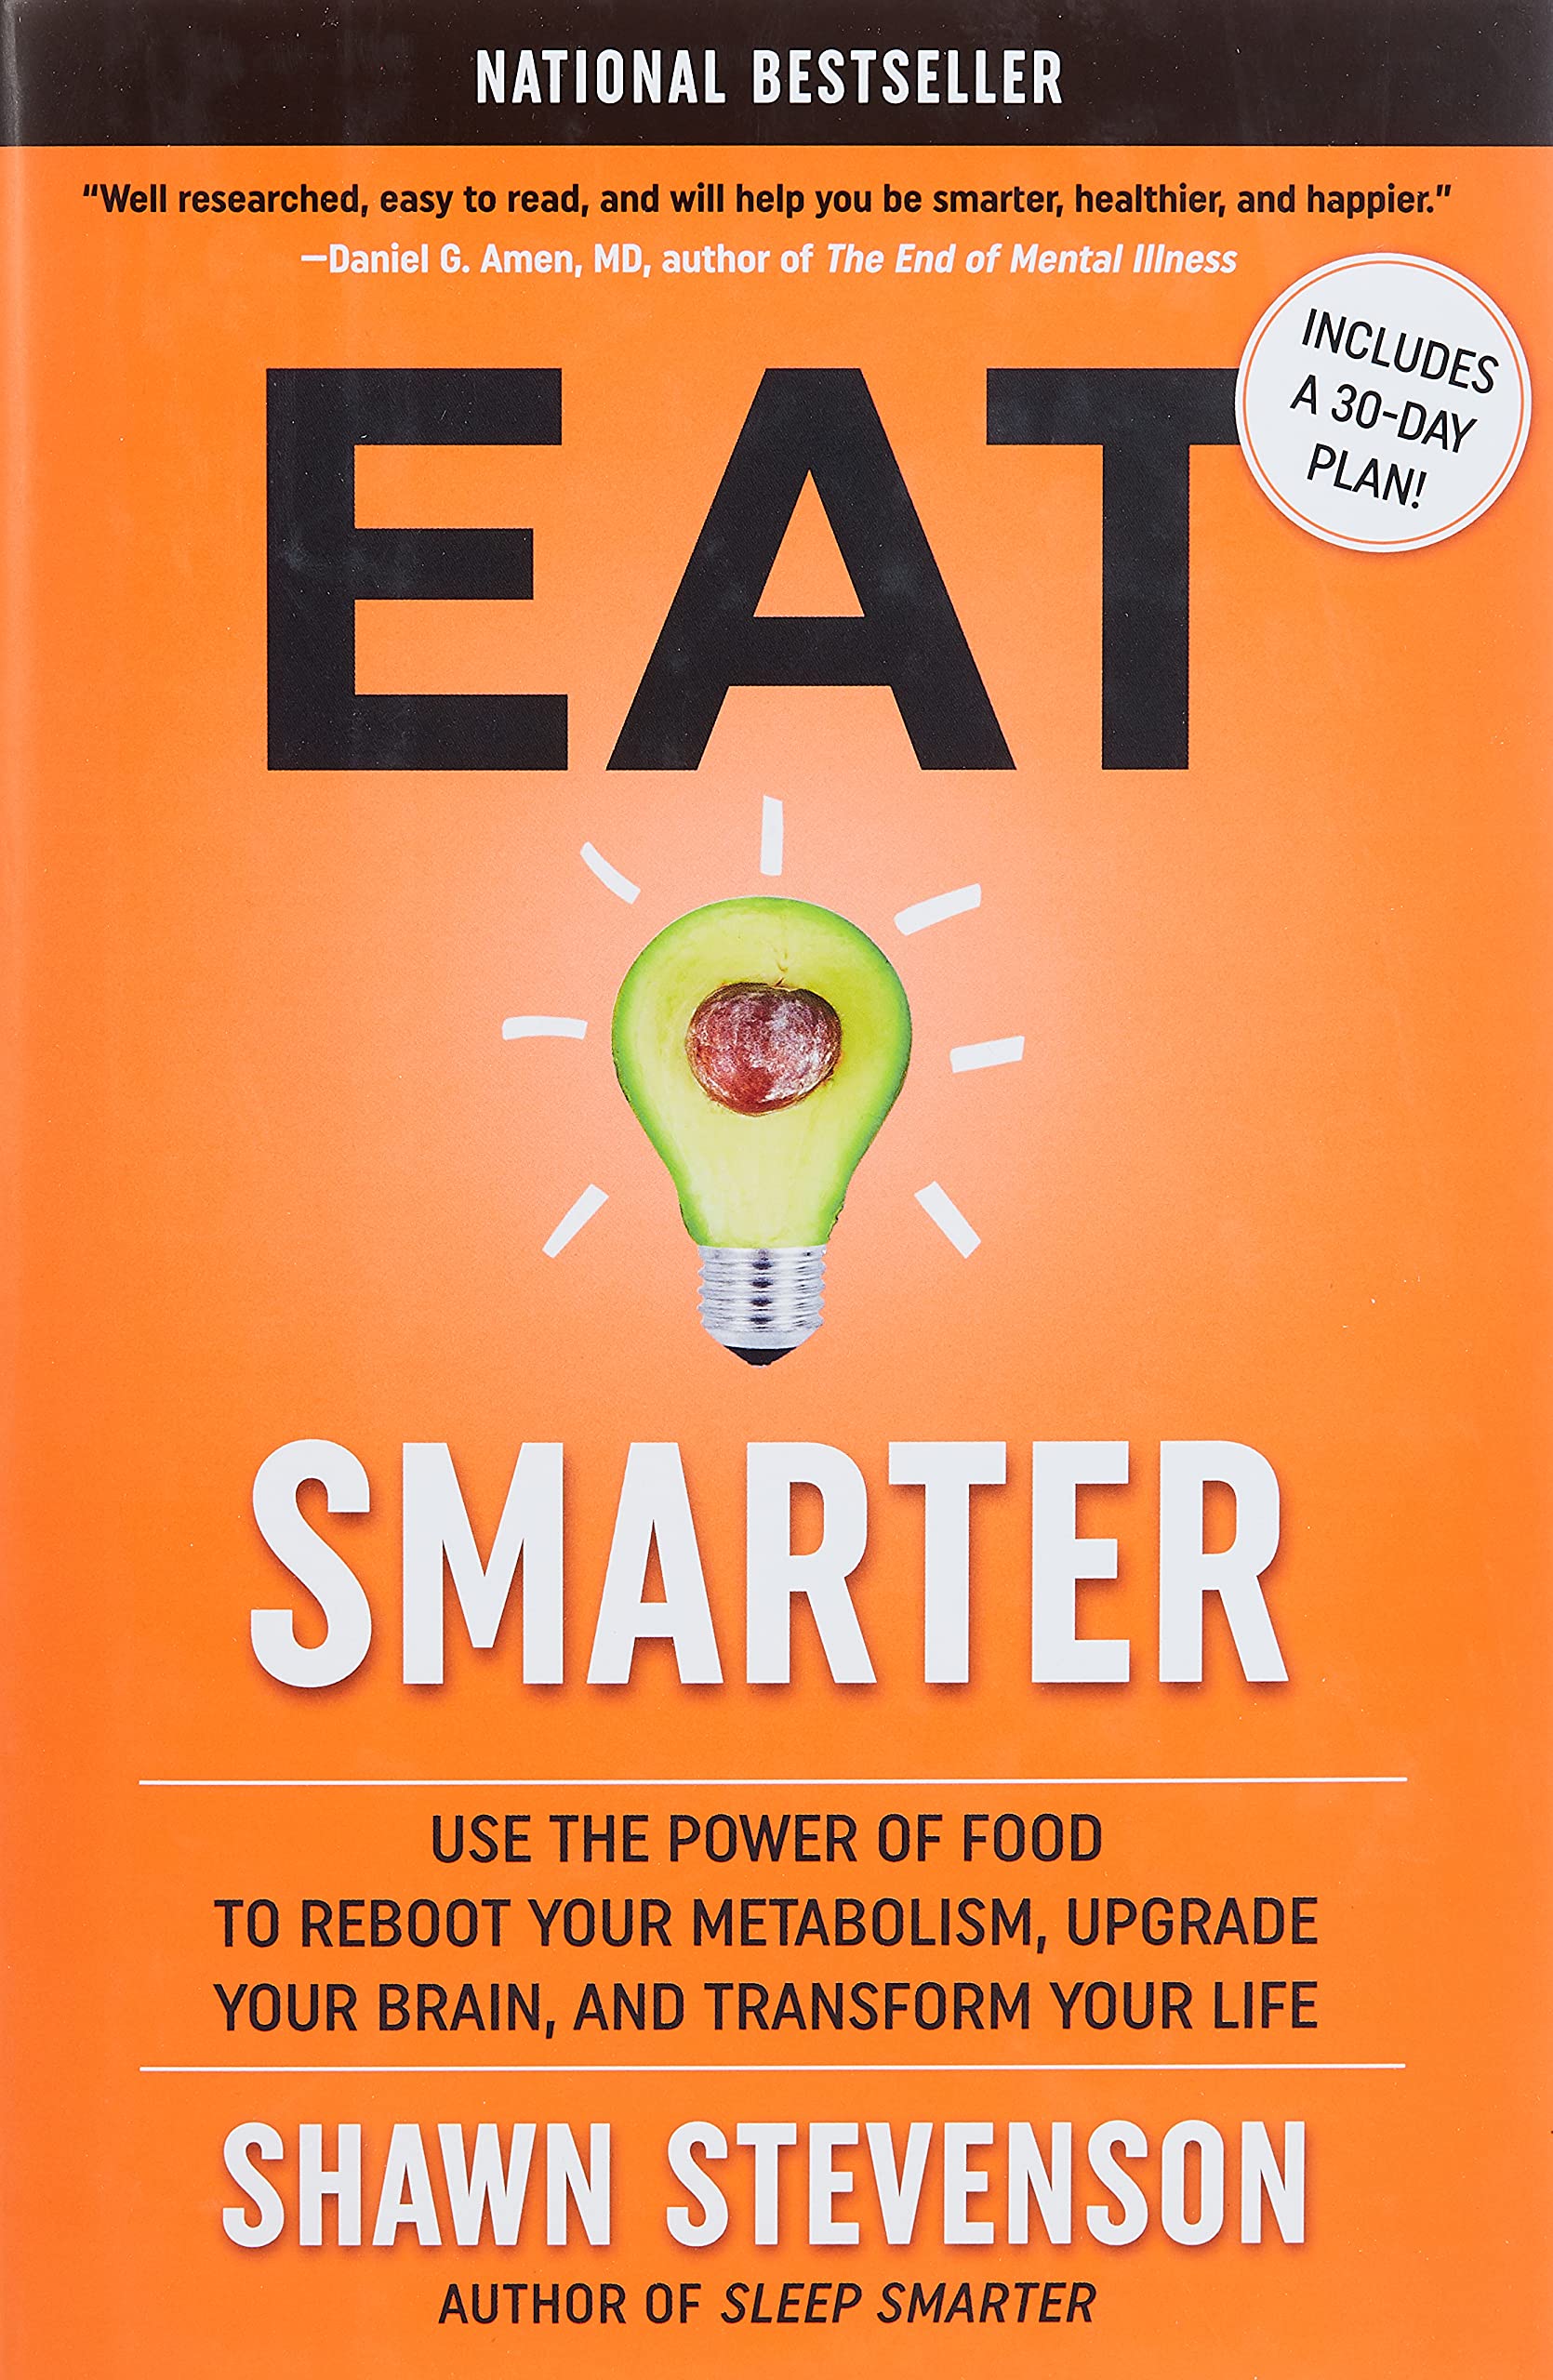 NATIONAL BESTSELLER
“Well researched, easy to read, and will help you be smarter, healthier, and happier.”
—Daniel G. Amen, MD, author of The End of Mental Illness
INCLUDES
A 30-DAY
PLAN!
EAT
SMARTER
USE THE POWER OF FOOD
TO REBOOT YOUR METABOLISM, UPGRADE
YOUR BRAIN, AND TRANSFORM YOUR LIFE
SHAWN STEVENSON
AUTHOR OF SLEEP SMARTER